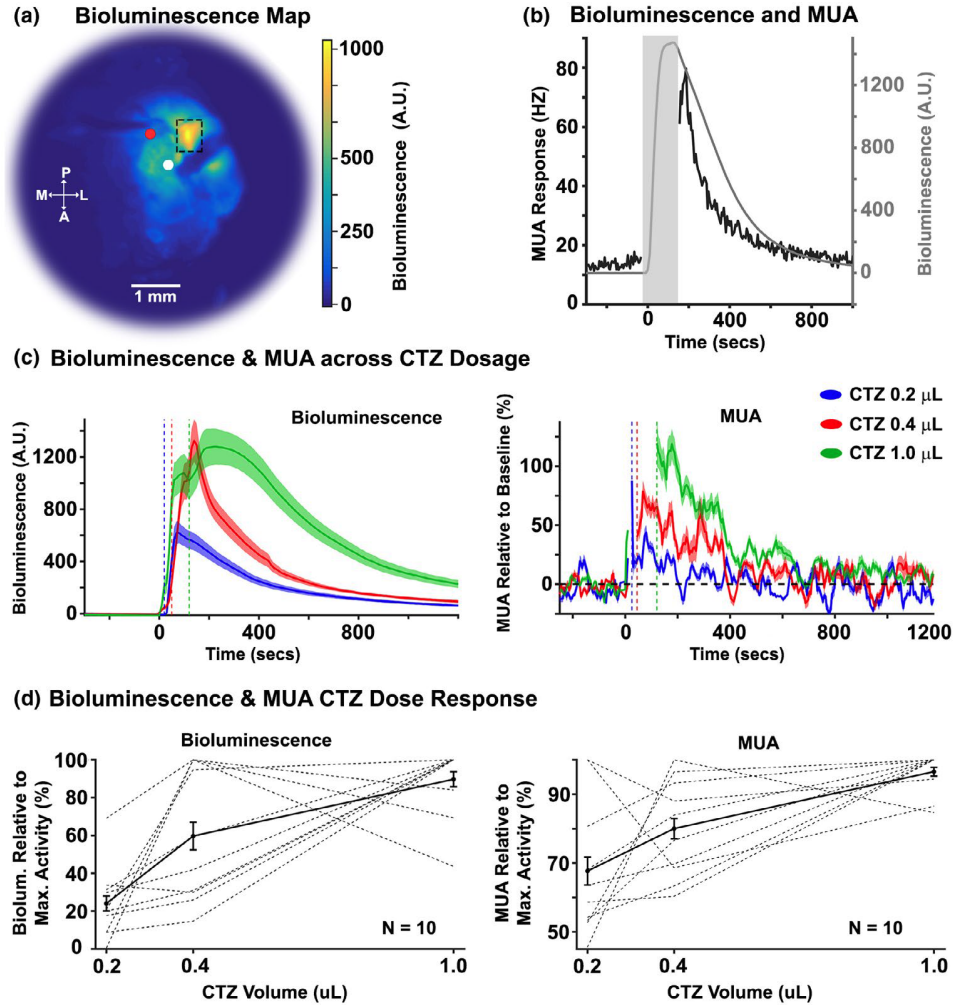 (a) Bioluminescence Map
1000
750
500
250
0
Bioluminescence (A.U.)
P
M L
A
1 mm
(b) Bioluminescence and MUA
80
60
40
20
0
MUA Response (HZ)
1200
800
400
0
Bioluminescence (A.U.)
0 400 800
Time (secs)
(c) Bioluminescence & MUA across CTZ Dosage
Bioluminescence
1200
800
400
0
Bioluminescence (A.U.)
0 400 800
Time (secs)
MUA
CTZ 0.2 μL
CTZ 0.4 μL
CTZ 1.0 μL
100
50
0
MUA Relative to Baseline (%)
0 400 800 1200
Time (secs)
(d) Bioluminescence & MUA CTZ Dose Response
Bioluminescence
100
80
60
40
20
0
Biolum. Relative to
Max. Activity (%)
N = 10
0.2 0.4 1.0
CTZ Volume (uL)
MUA
90
70
50
MUA Relative to
Max. Activity (%)
N = 10
0.2 0.4 1.0
CTZ Volume (uL)